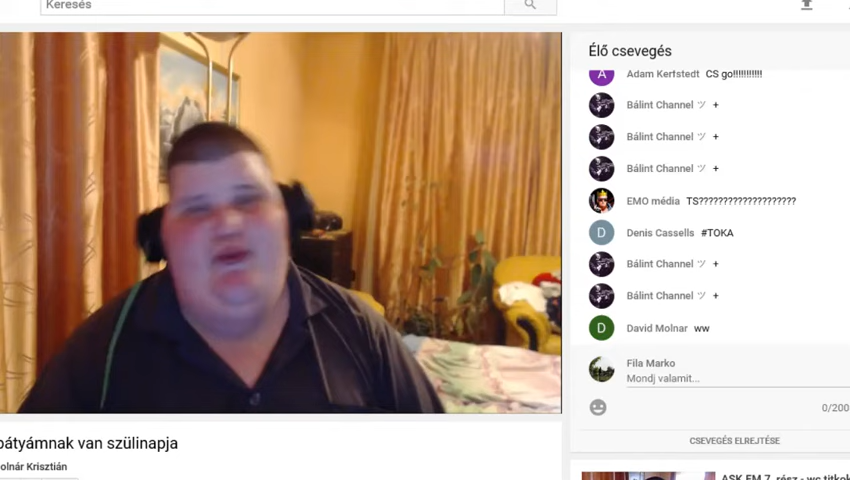 Keresés
Élő csevegés
A
Adam Kerfstedt CS go!!!!!!!!!!!
Bálint Channel ツ +
Bálint Channel ツ +
Bálint Channel ツ +
EMO média TS????????????????????
D Denis Cassells #TOKA
Bálint Channel ツ +
Bálint Channel ツ +
D David Molnar ww
Fila Marko
Mondj valamit...
0/200
CSEVEGÉS ELREJTÉSE
bátyámnak van szülinapja
olnár Krisztián
ASK.FM 7. rész - wc titkok